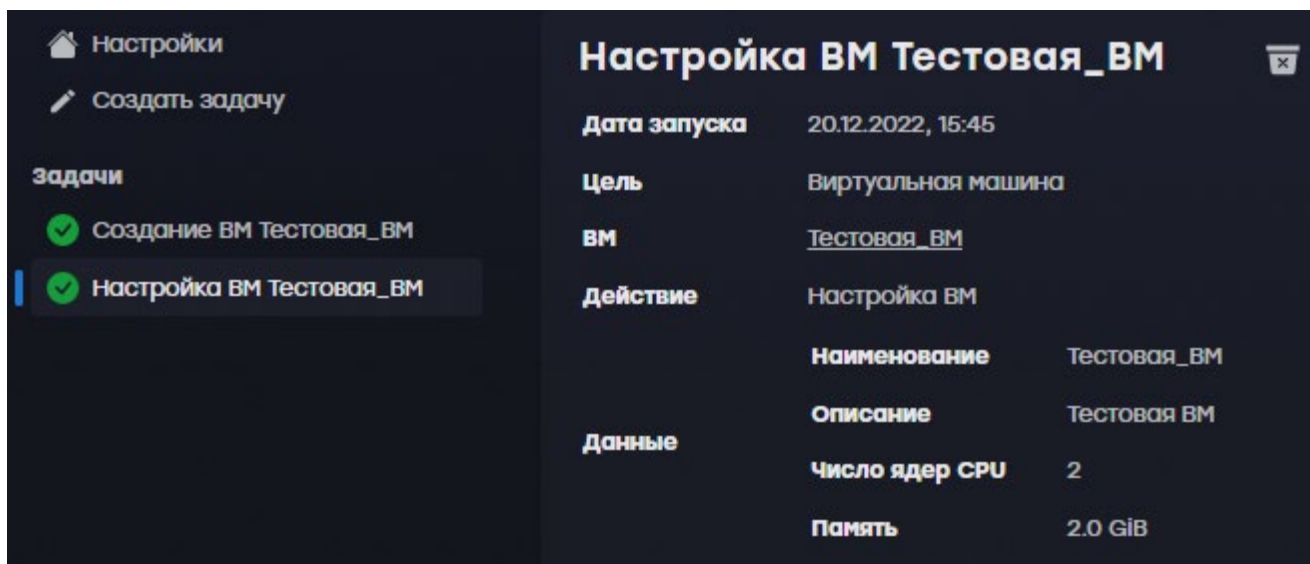 Настройки
Создать задачу
Задачи
Создание ВМ Тестовая_ВМ
Настройка ВМ Тестовая_ВМ
Настройка ВМ Тестовая_ВМ
Дата запуска 20.12.2022, 15:45
Цель Виртуальная машина
ВМ Тестовая_ВМ
Действие Настройка ВМ
Данные
Наименование Тестовая_ВМ
Описание Тестовая ВМ
Число ядер CPU 2
Память 2.0 GiB